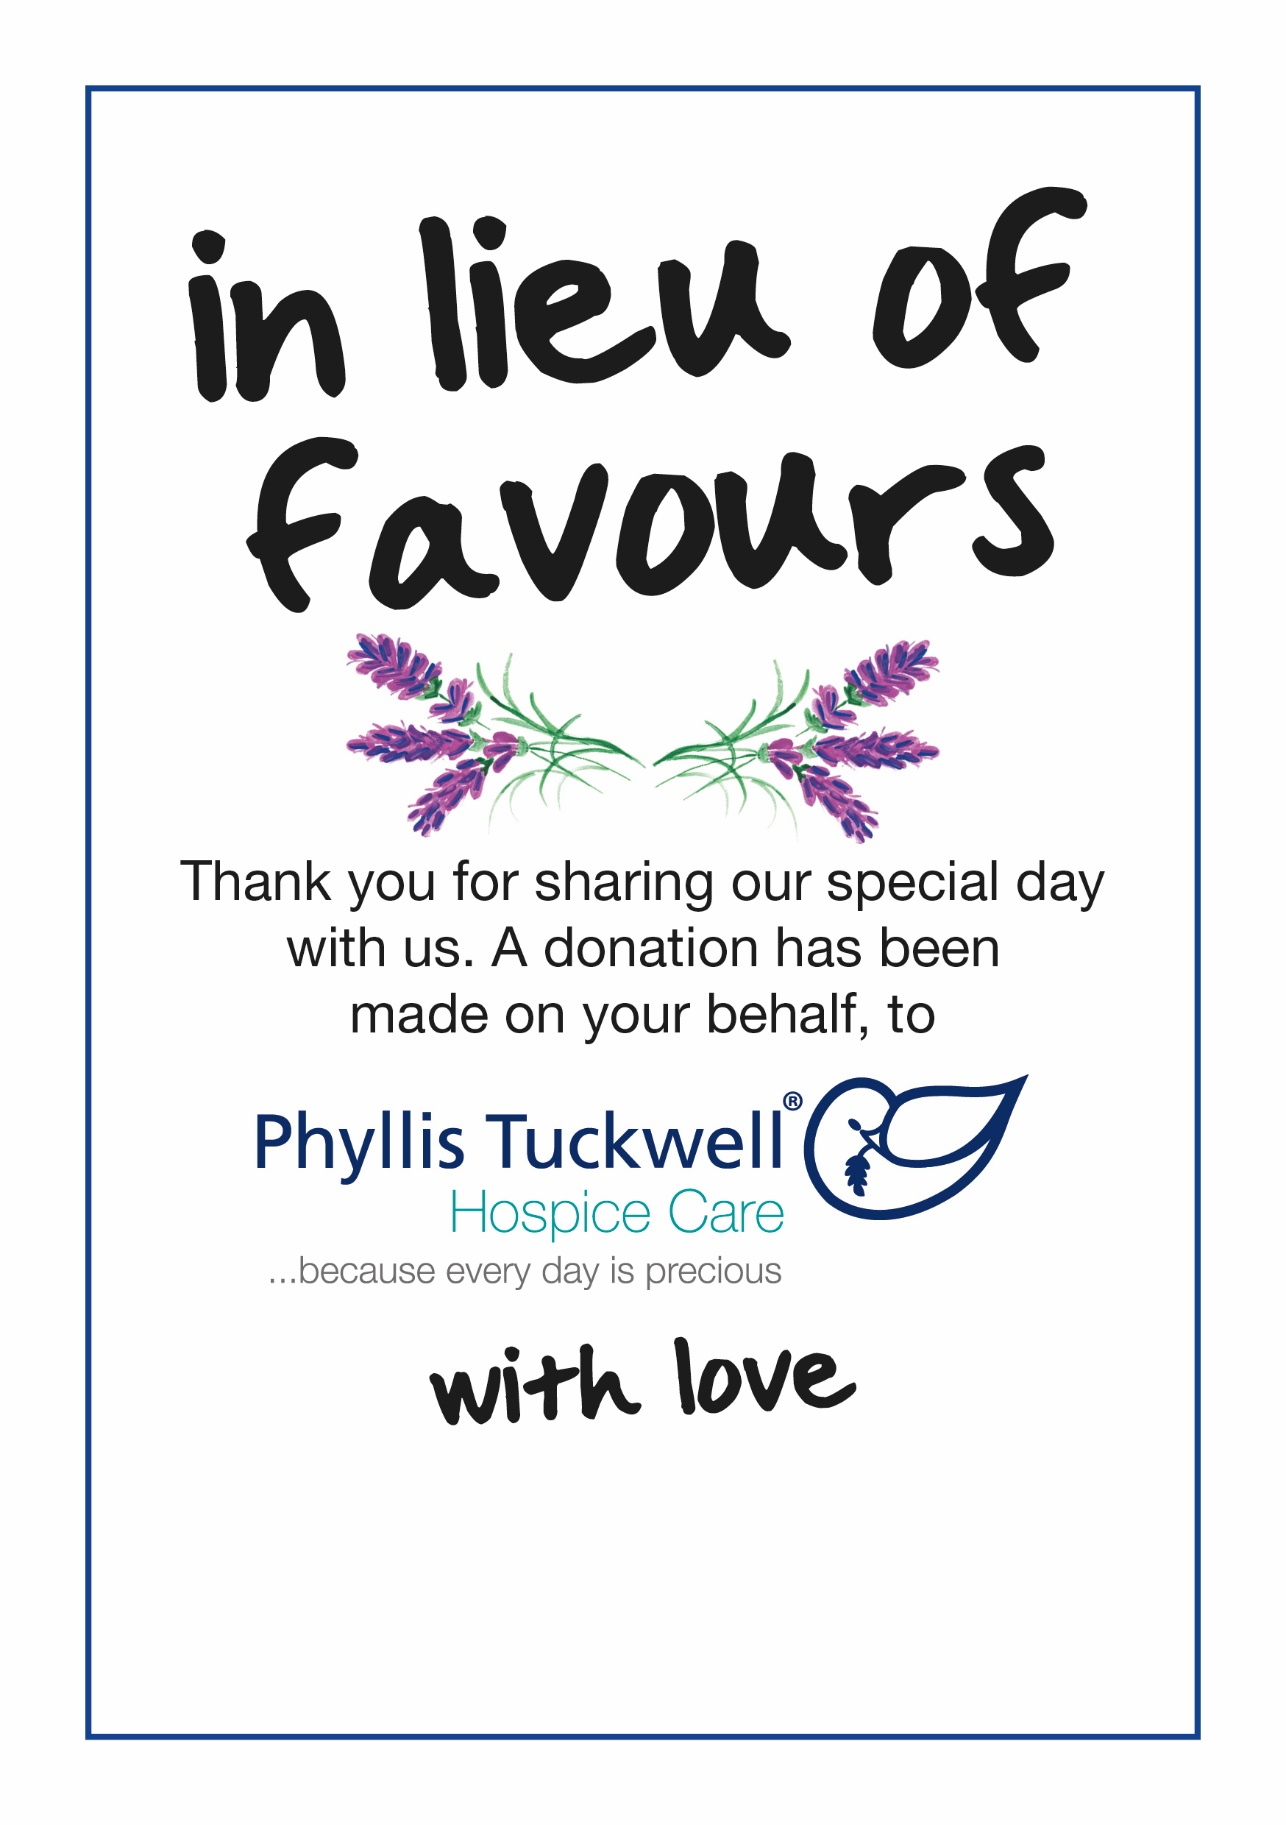 in lieu of
favours
Thank you for sharing our special day
with us. A donation has been
made on your behalf, to
Phyllis Tuckwell®
Hospice Care
...because every day is precious
with love